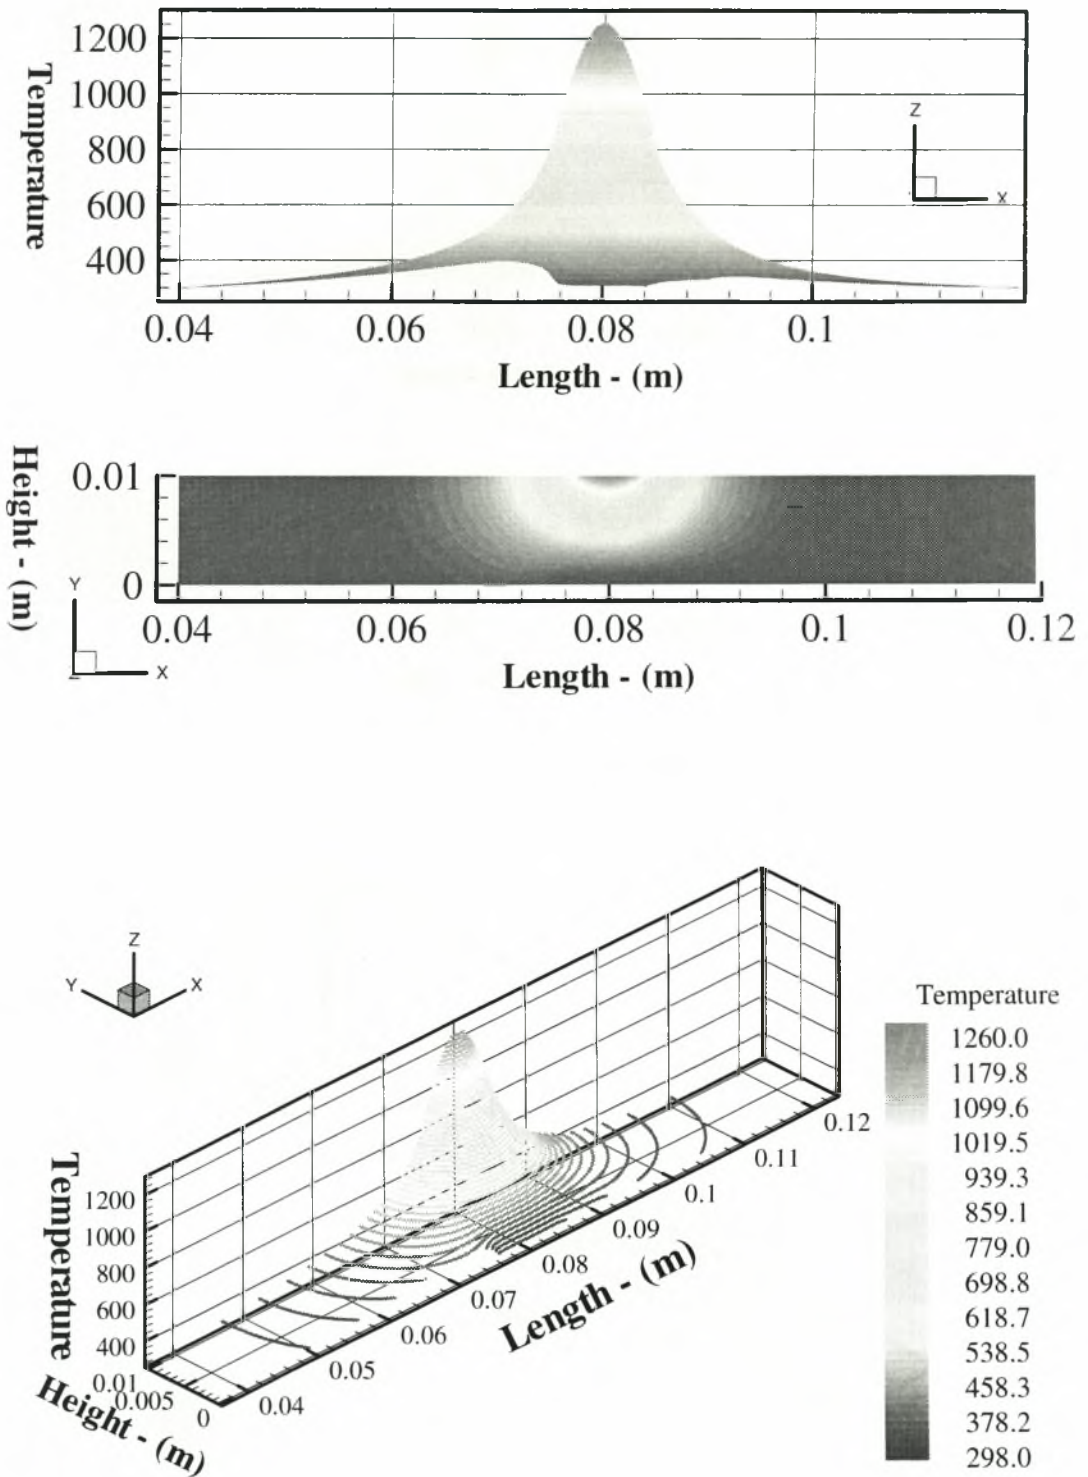 Temperature
1200
1000
800
600
400
Z
X
0.04 0.06 0.08 0.1
Length - (m)
Height - (m)
0.01
0
Y
Z
X
0.04 0.06 0.08 0.1 0.12
Length - (m)
Z
Y
X
Temperature
1260.0
1179.8
1099.6
1019.5
939.3
859.1
779.0
698.8
618.7
538.5
458.3
378.2
298.0
Temperature
1200
1000
800
600
400
0.01
0.005
0
Height - (m)
0.04
0.05
0.06
0.07
0.08
0.09
0.1
0.11
0.12
Length - (m)